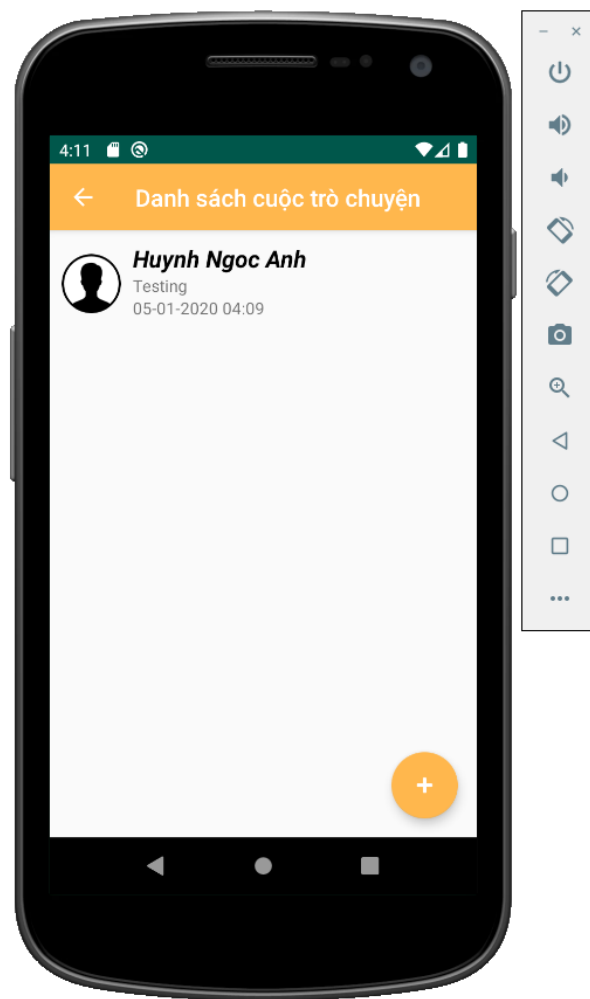 4:11
Danh sách cuộc trò chuyện
Huynh Ngoc Anh
Testing
05-01-2020 04:09